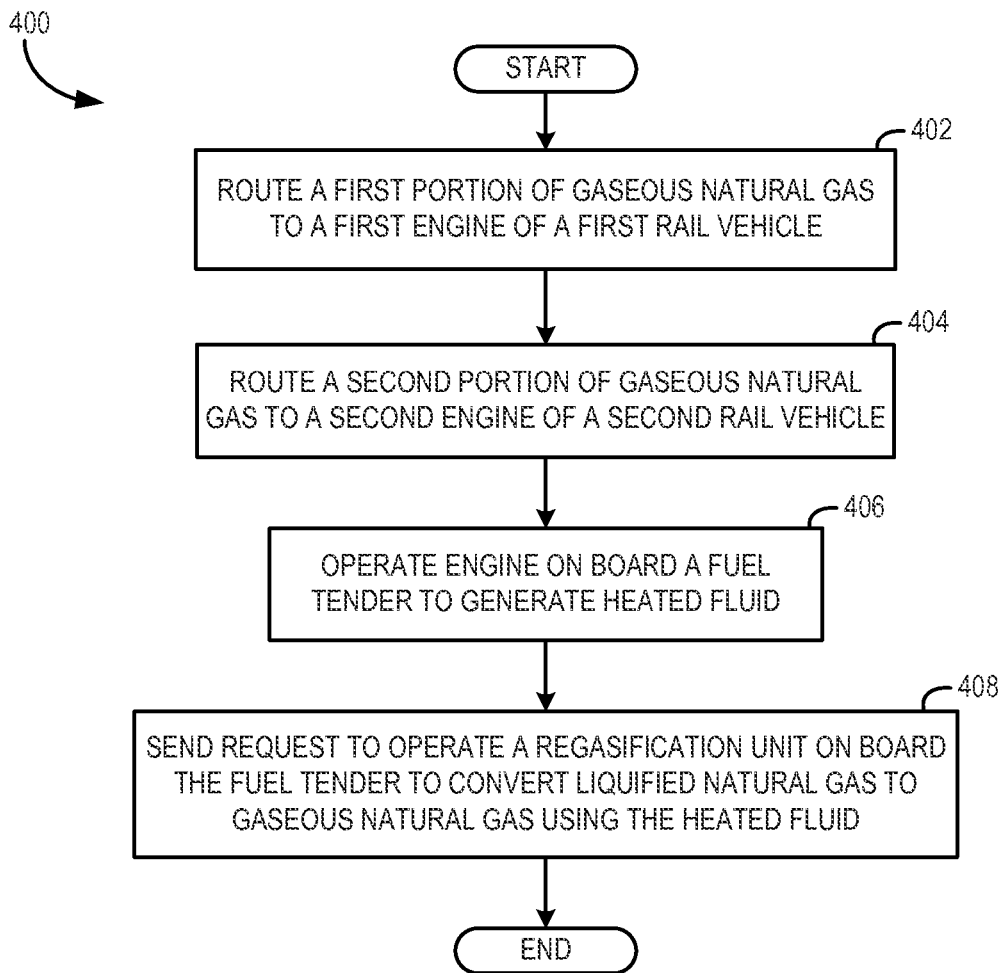 400
START
402
ROUTE A FIRST PORTION OF GASEOUS NATURAL GAS
TO A FIRST ENGINE OF A FIRST RAIL VEHICLE
404
ROUTE A SECOND PORTION OF GASEOUS NATURAL
GAS TO A SECOND ENGINE OF A SECOND RAIL VEHICLE
406
OPERATE ENGINE ON BOARD A FUEL
TENDER TO GENERATE HEATED FLUID
408
SEND REQUEST TO OPERATE A REGASIFICATION UNIT ON BOARD
THE FUEL TENDER TO CONVERT LIQUIFIED NATURAL GAS TO
GASEOUS NATURAL GAS USING THE HEATED FLUID
END